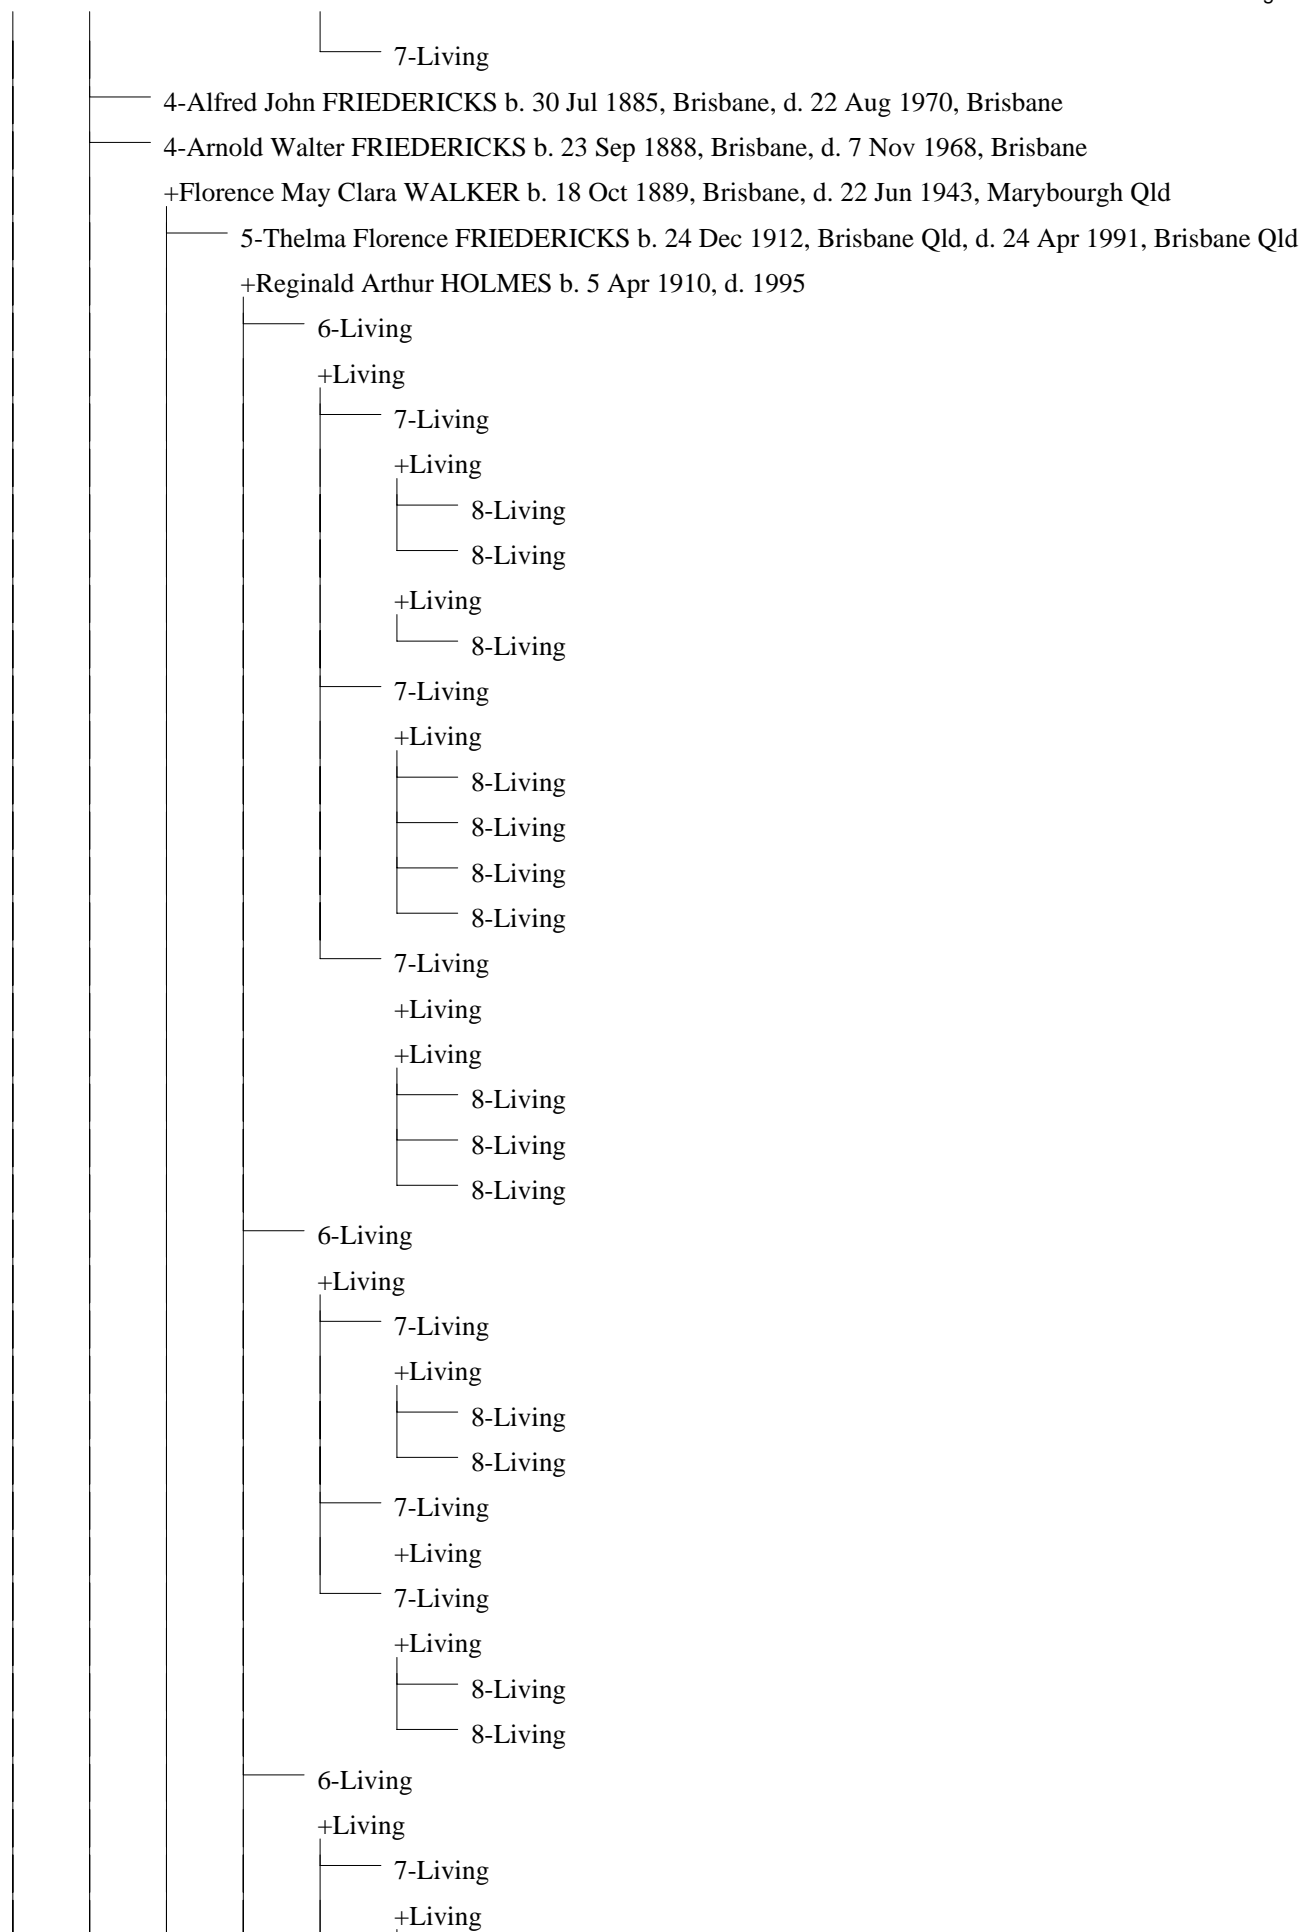 7-Living
4-Alfred John FRIEDERICKS b. 30 Jul 1885, Brisbane, d. 22 Aug 1970, Brisbane
4-Arnold Walter FRIEDERICKS b. 23 Sep 1888, Brisbane, d. 7 Nov 1968, Brisbane
+Florence May Clara WALKER b. 18 Oct 1889, Brisbane, d. 22 Jun 1943, Marybourgh Qld
5-Thelma Florence FRIEDERICKS b. 24 Dec 1912, Brisbane Qld, d. 24 Apr 1991, Brisbane Qld
+Reginald Arthur HOLMES b. 5 Apr 1910, d. 1995
6-Living
+Living
7-Living
+Living
8-Living
8-Living
+Living
8-Living
7-Living
+Living
8-Living
8-Living
8-Living
8-Living
7-Living
+Living
+Living
8-Living
8-Living
8-Living
6-Living
+Living
7-Living
+Living
8-Living
8-Living
7-Living
+Living
7-Living
+Living
8-Living
8-Living
6-Living
+Living
7-Living
+Living